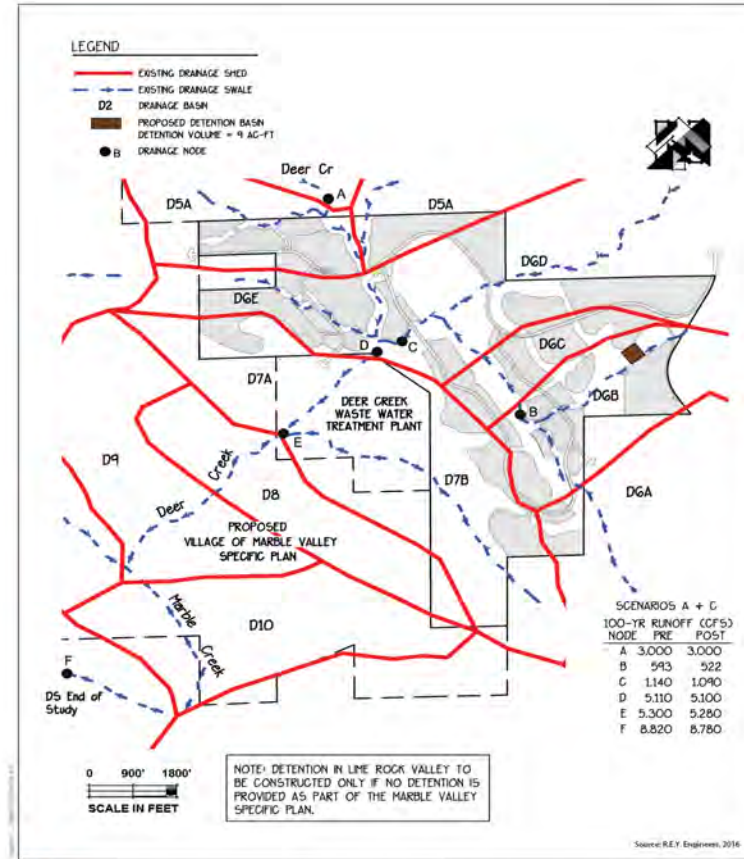 LEGEND
EXISTING DRAINAGE SHED
EXISTING DRAINAGE SWALE
D2 DRAINAGE BASIN
PROPOSED DETENTION BASIN
DETENTION VOLUME = 9 AC-FT
B DRAINAGE NODE
Deer Cr
A
D5A
D5A
D6D
D6E
C
D
D6C
D7A
D6B
B
DEER CREEK
WASTE WATER
TREATMENT PLANT
E
D9
D7B
D6A
D8
Deer Creek
PROPOSED
VILLAGE OF MARBLE VALLEY
SPECIFIC PLAN
Marble Creek
D10
F
DS End of
Study
SCENARIOS A + C
100-YR RUNOFF (CFS)
NODE PRE POST
A 3,000 3,000
B 593 522
C 1,140 1,090
D 5,110 5,100
E 5,300 5,280
F 8,820 8,780
0 900' 1800'
SCALE IN FEET
NOTE: DETENTION IN LIME ROCK VALLEY TO
BE CONSTRUCTED ONLY IF NO DETENTION IS
PROVIDED AS PART OF THE MARBLE VALLEY
SPECIFIC PLAN.
Source: R.E.Y. Engineers, 2016